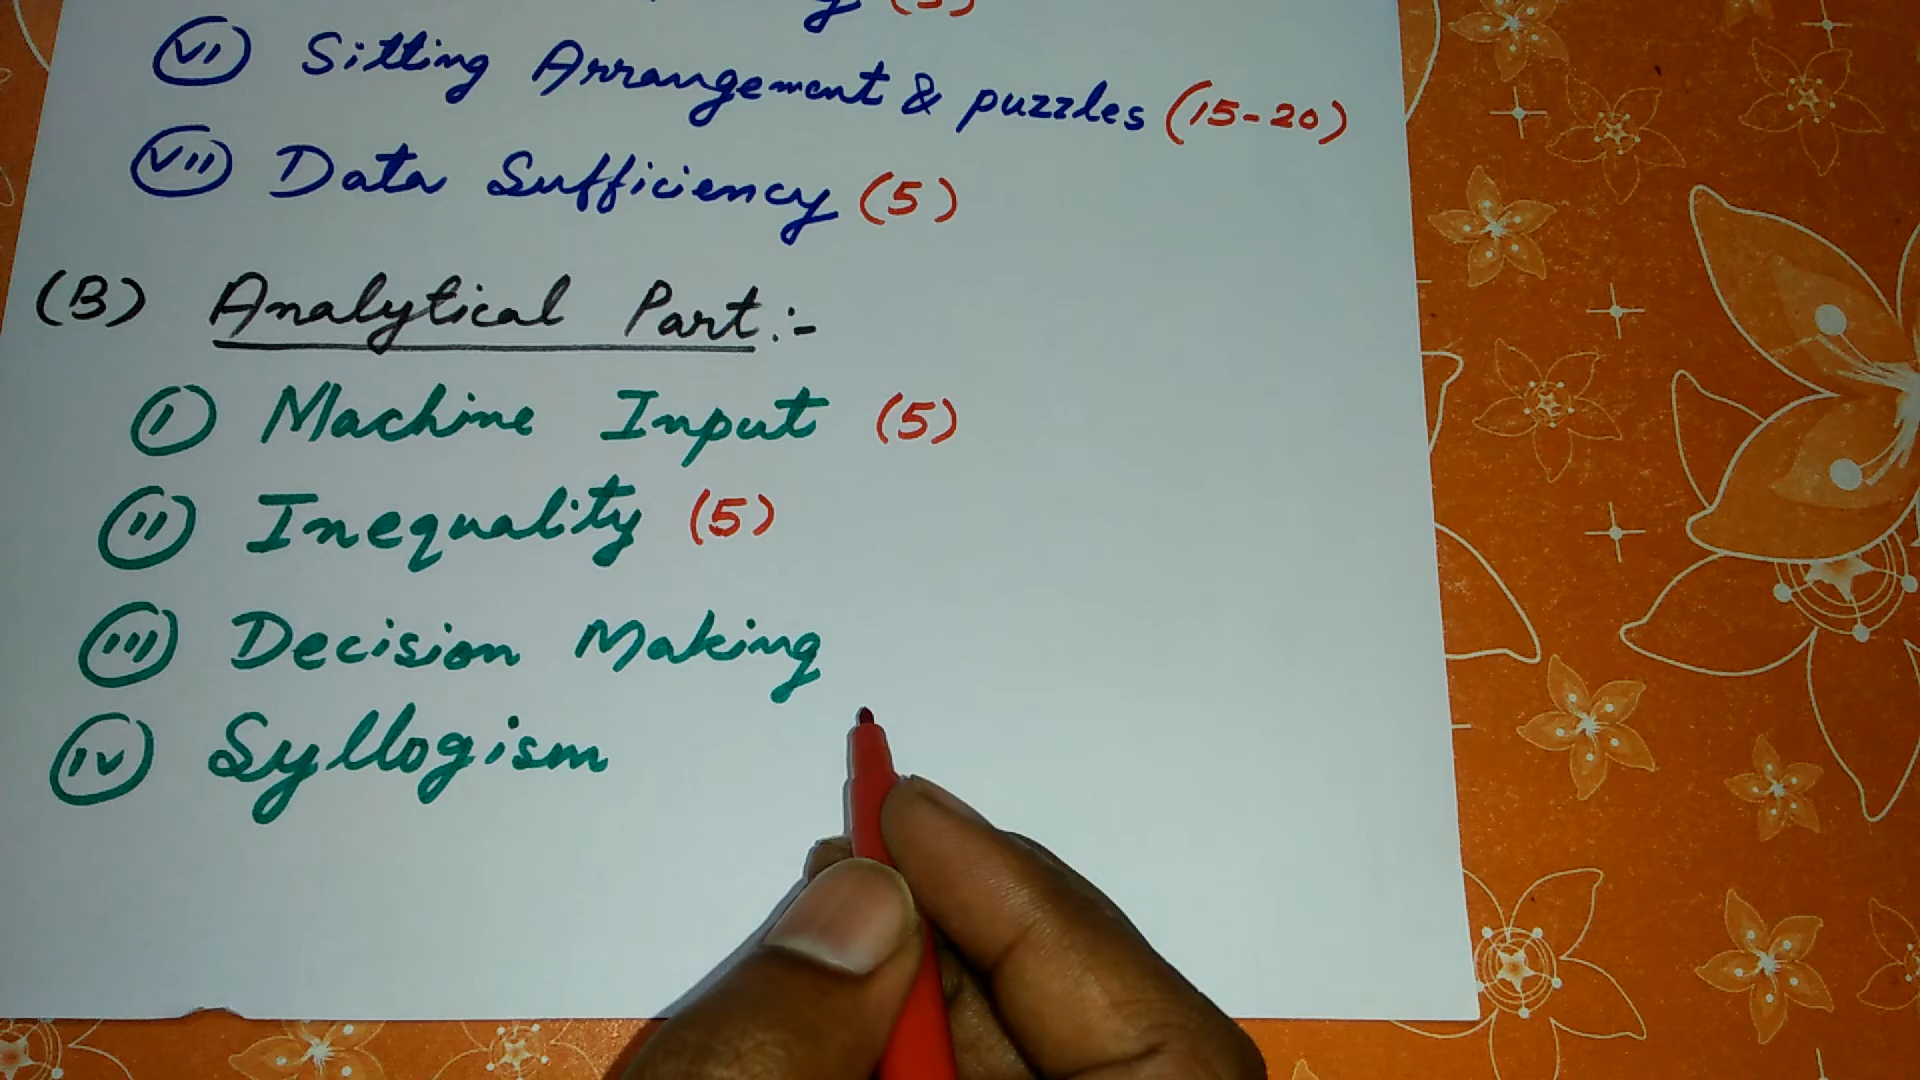 (5)
(vi) Sitting Arrangement & puzzles (15-20)
(vii) Data Sufficiency (5)
(B) Analytical Part:-
(i) Machine Input (5)
(ii) Inequality (5)
(iii) Decision Making
(iv) Syllogism